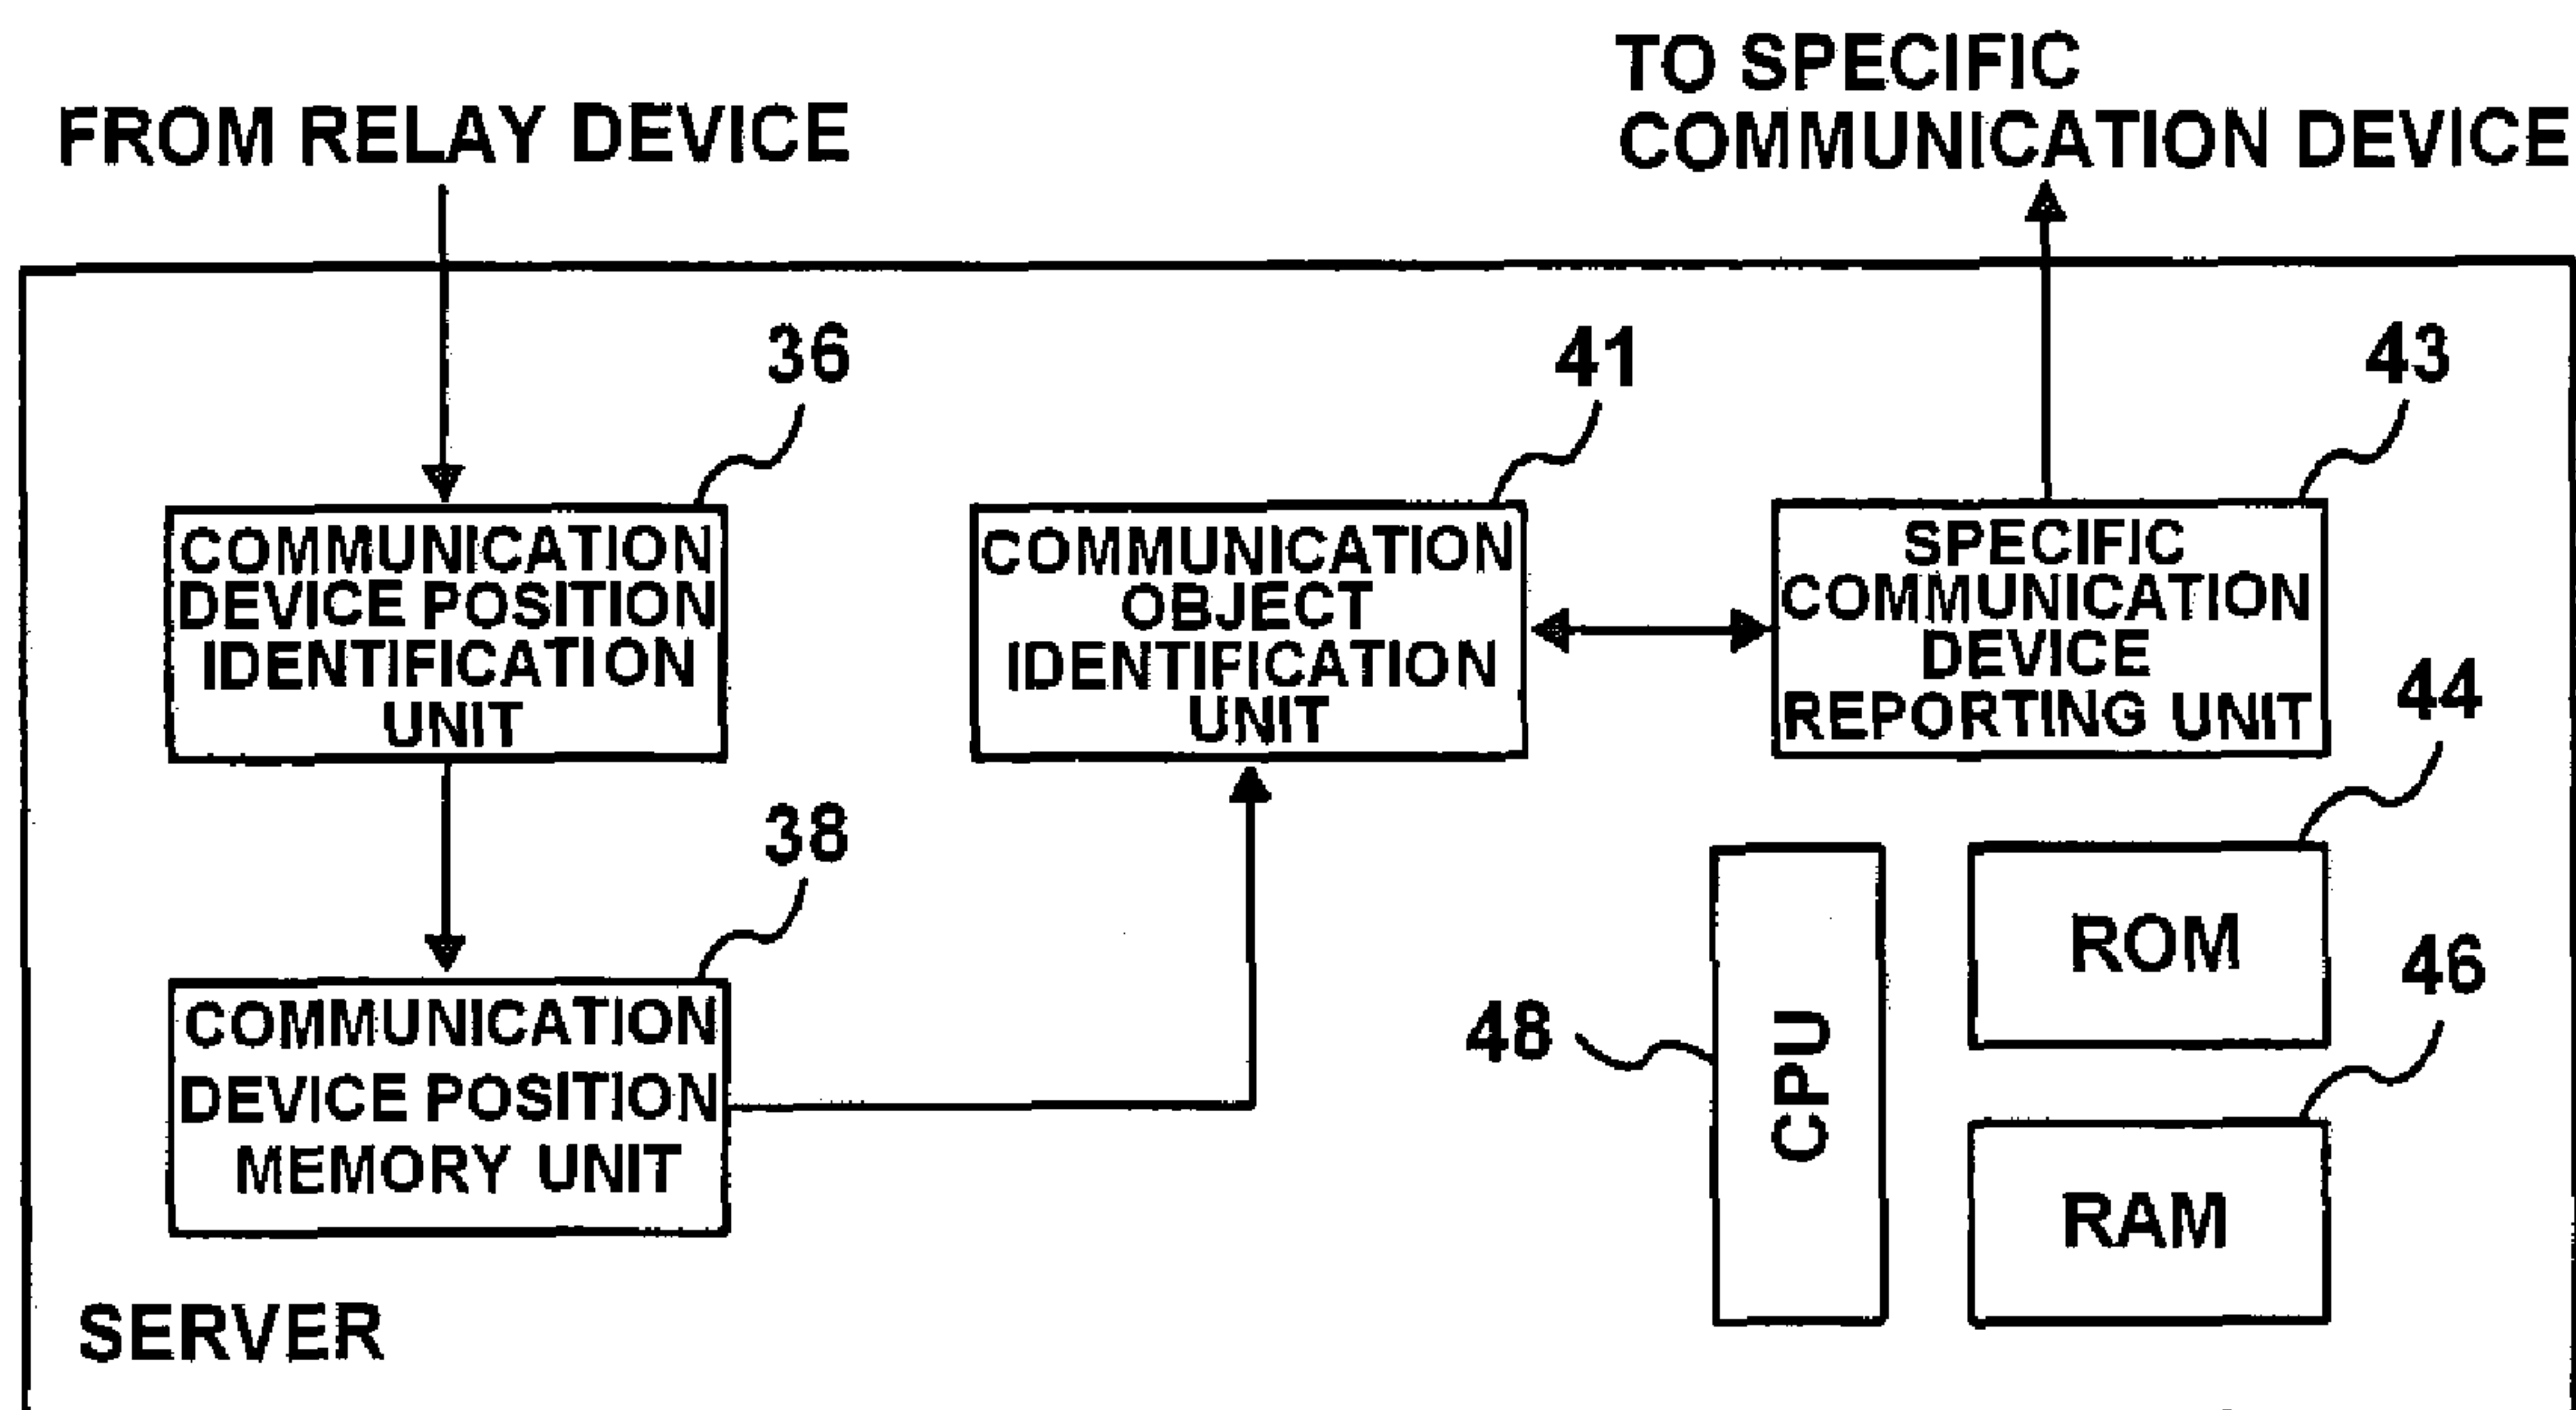 FROM RELAY DEVICE
TO SPECIFIC
COMMUNICATION DEVICE
36
41
43
COMMUNICATION
DEVICE POSITION
IDENTIFICATION
UNIT
COMMUNICATION
OBJECT
IDENTIFICATION
UNIT
SPECIFIC
COMMUNICATION
DEVICE
REPORTING UNIT
44
38
COMMUNICATION
DEVICE POSITION
MEMORY UNIT
48
CPU
ROM
46
RAM
SERVER